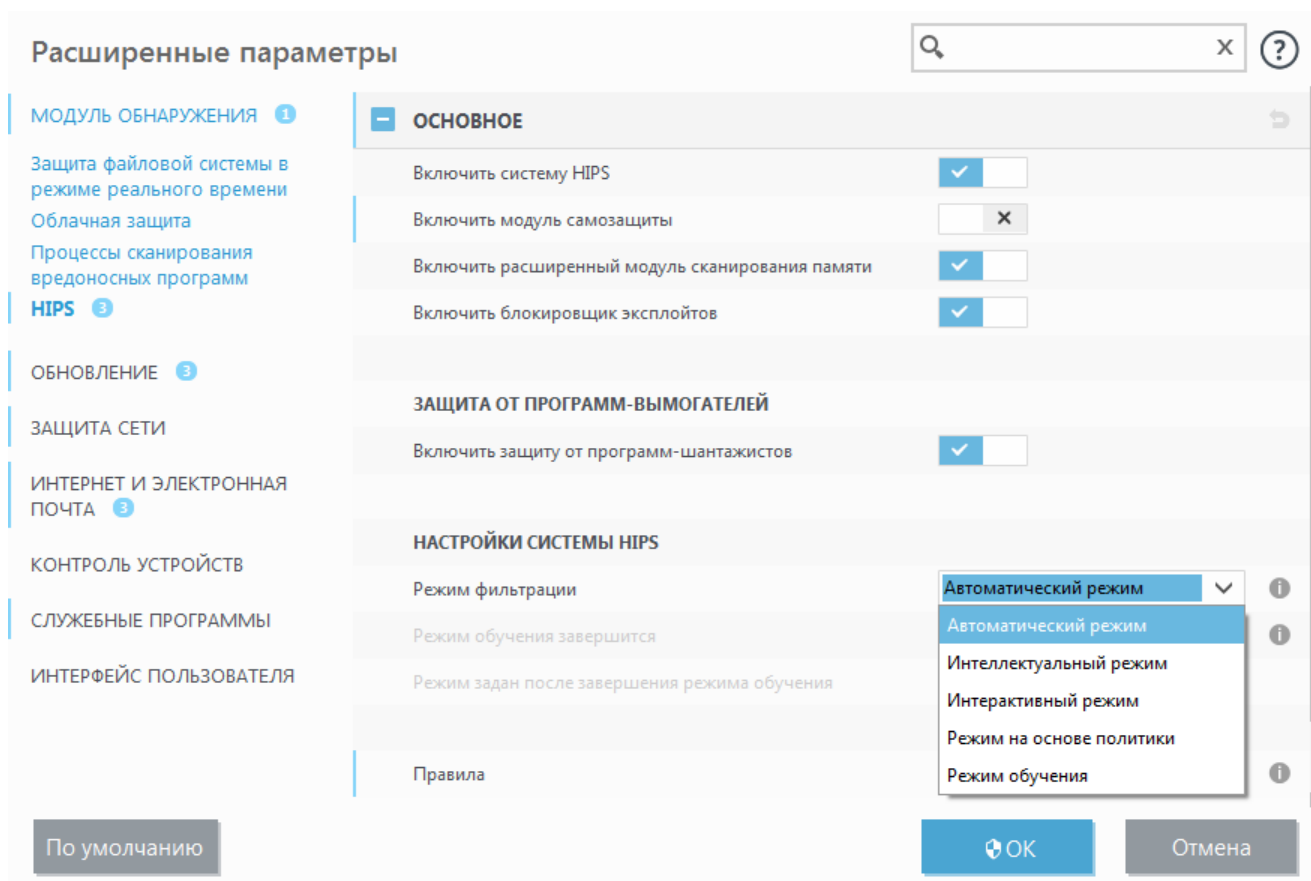 Расширенные параметры
x
?
МОДУЛЬ ОБНАРУЖЕНИЯ 1
Защита файловой системы в
режиме реального времени
Облачная защита
Процессы сканирования
вредоносных программ
HIPS 3
ОБНОВЛЕНИЕ 3
ЗАЩИТА СЕТИ
ИНТЕРНЕТ И ЭЛЕКТРОННАЯ
ПОЧТА 3
КОНТРОЛЬ УСТРОЙСТВ
СЛУЖЕБНЫЕ ПРОГРАММЫ
ИНТЕРФЕЙС ПОЛЬЗОВАТЕЛЯ
ОСНОВНОЕ
Включить систему HIPS
Включить модуль самозащиты
Включить расширенный модуль сканирования памяти
Включить блокировщик эксплойтов
ЗАЩИТА ОТ ПРОГРАММ-ВЫМОГАТЕЛЕЙ
Включить защиту от программ-шантажистов
НАСТРОЙКИ СИСТЕМЫ HIPS
Режим фильтрации
Автоматический режим
Автоматический режим
Интеллектуальный режим
Интерактивный режим
Режим на основе политики
Режим обучения
Режим обучения завершится
Режим задан после завершения режима обучения
Правила
По умолчанию
OK
Отмена